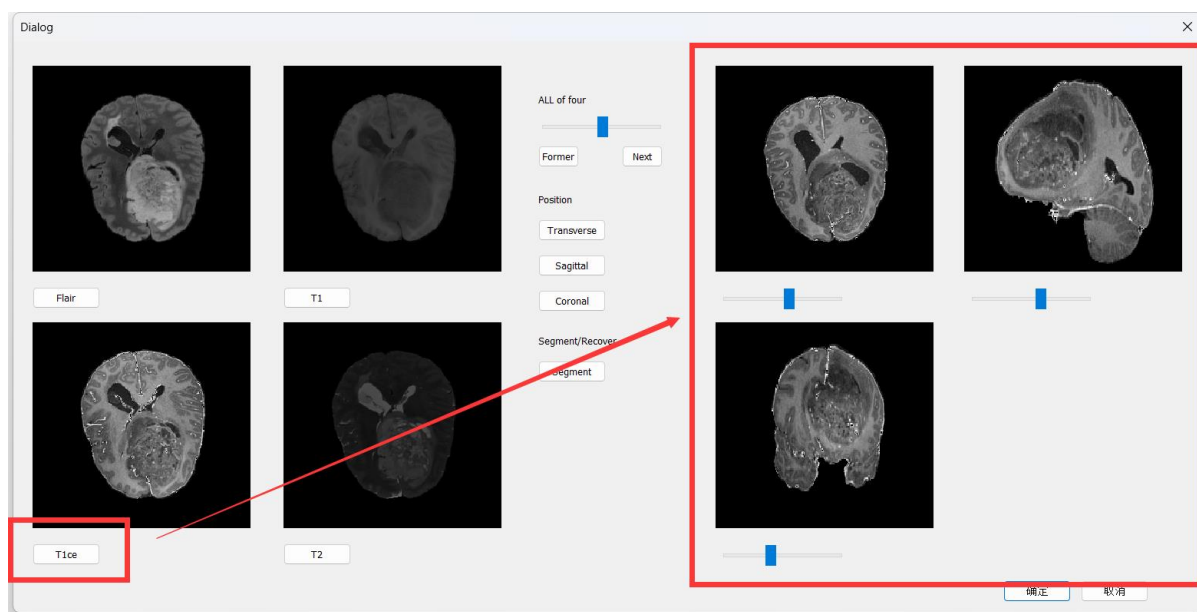 Dialog
ALL of four
Former
Next
Position
Transverse
Sagittal
Coronal
Segment/Recover
Segment
Flair
T1
T1ce
T2
确定
取消